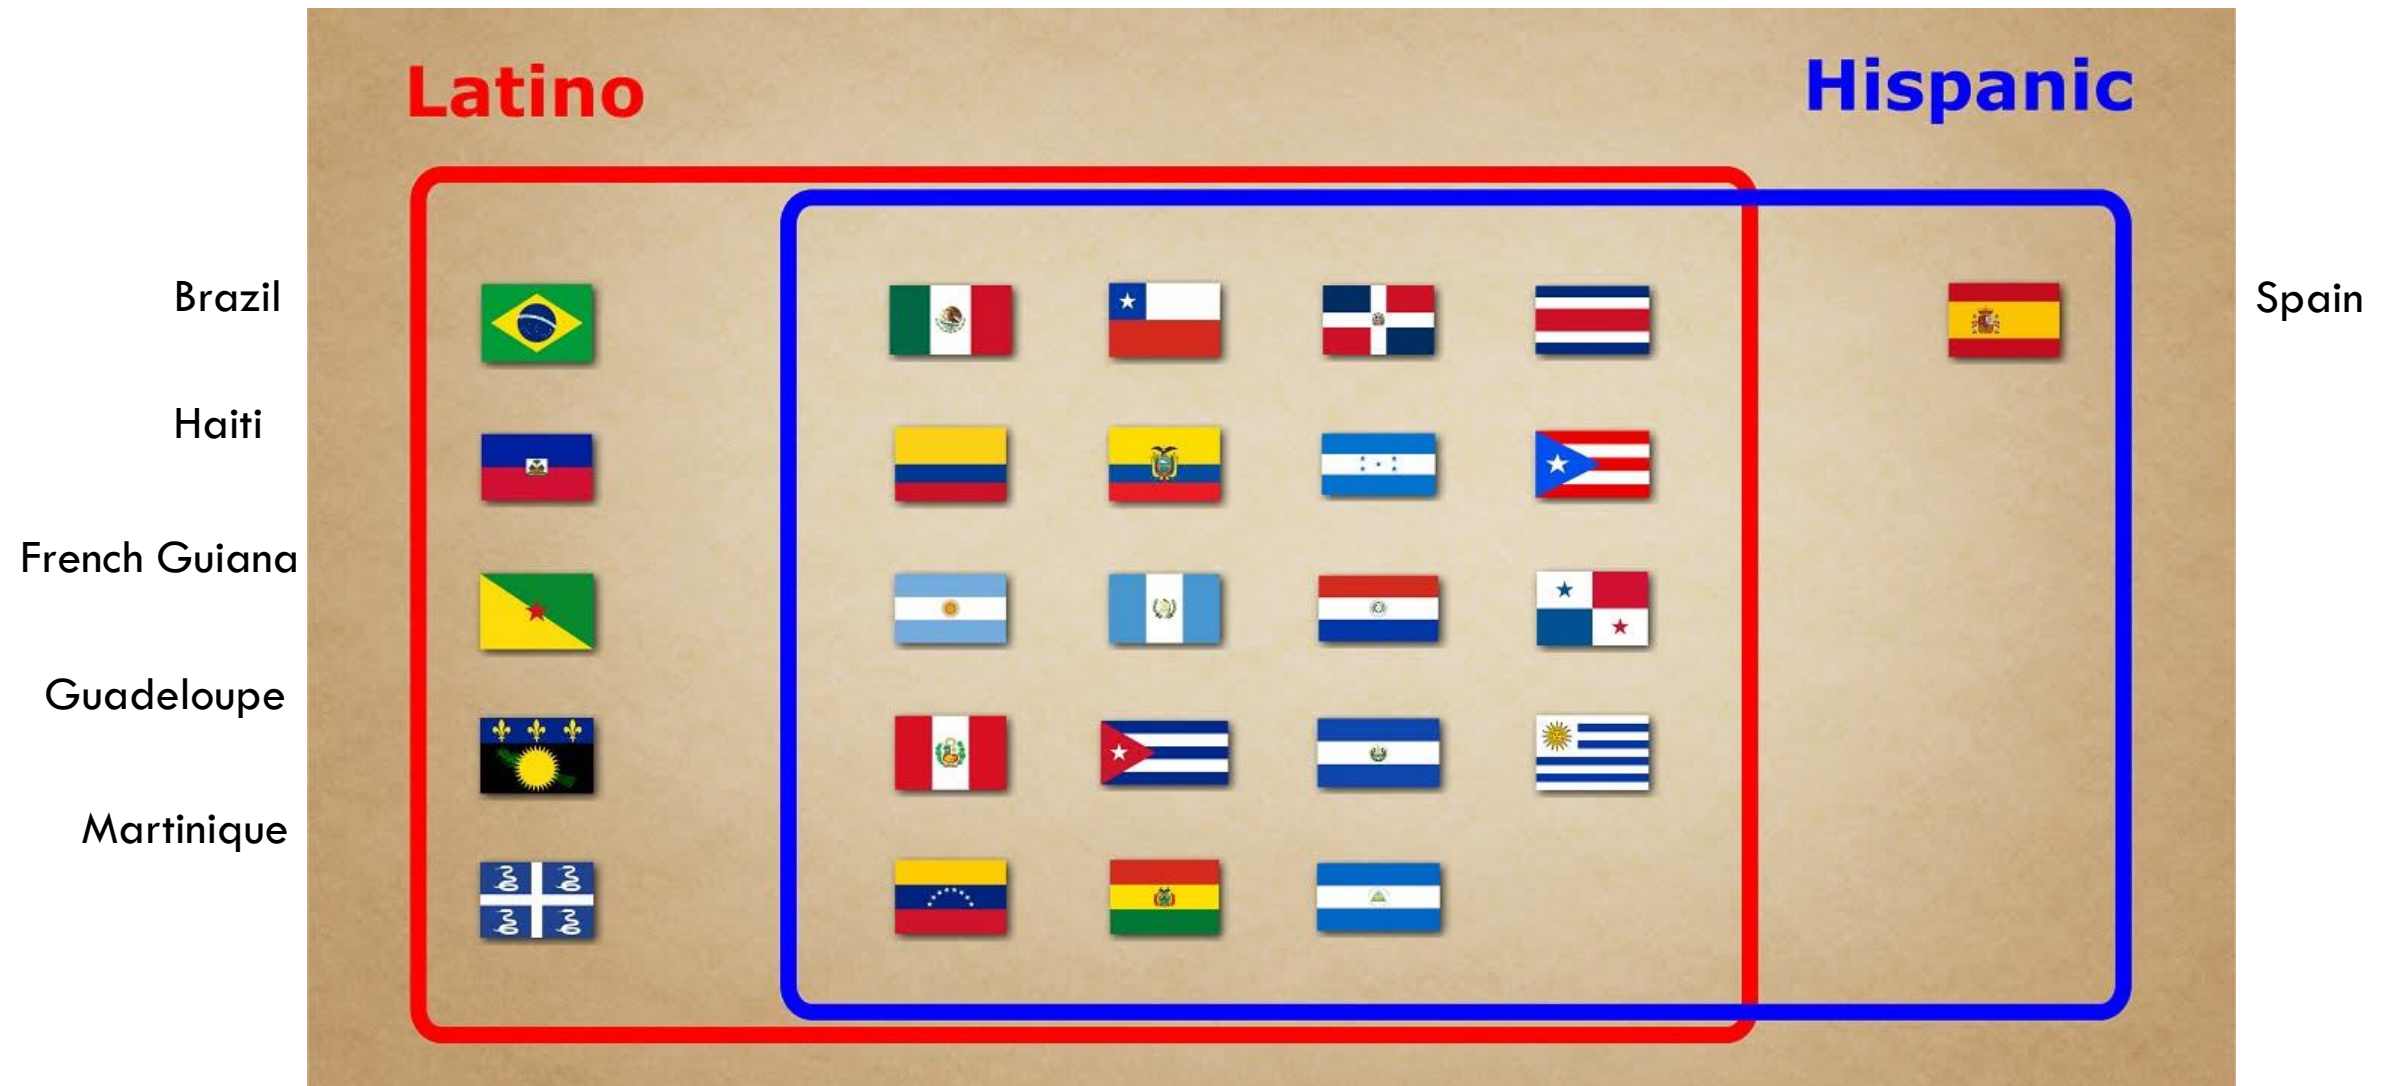 Latino
Hispanic
Brazil
Spain
Haiti
French Guiana
Guadeloupe
Martinique